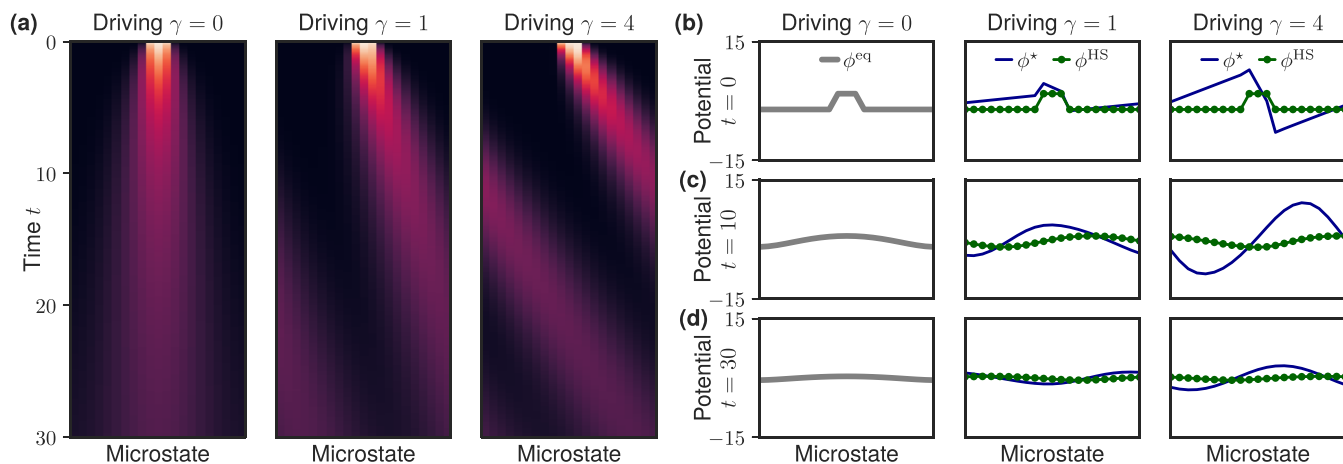 (a) Driving γ = 0 Driving γ = 1 Driving γ = 4
0
10
20
30
Time t
Microstate Microstate Microstate
(b) Driving γ = 0 Driving γ = 1 Driving γ = 4
15
−15
Potential
t = 0
ϕ^eq
ϕ^⋆ ϕ^HS
ϕ^⋆ ϕ^HS
(c)
15
−15
Potential
t = 10
(d)
15
−15
Potential
t = 30
Microstate Microstate Microstate